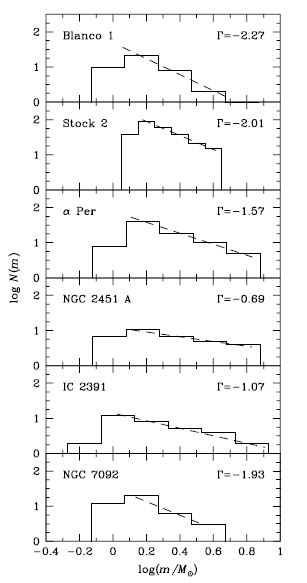 Blanco 1 Γ=−2.27
2
1
0
Stock 2 Γ=−2.01
2
1
0
α Per Γ=−1.57
2
1
0
log N(m)
NGC 2451 A Γ=−0.69
2
1
0
IC 2391 Γ=−1.07
2
1
0
NGC 7092 Γ=−1.93
2
1
0
−0.4 −0.2 0 0.2 0.4 0.6 0.8 1
log(m/M⊙)